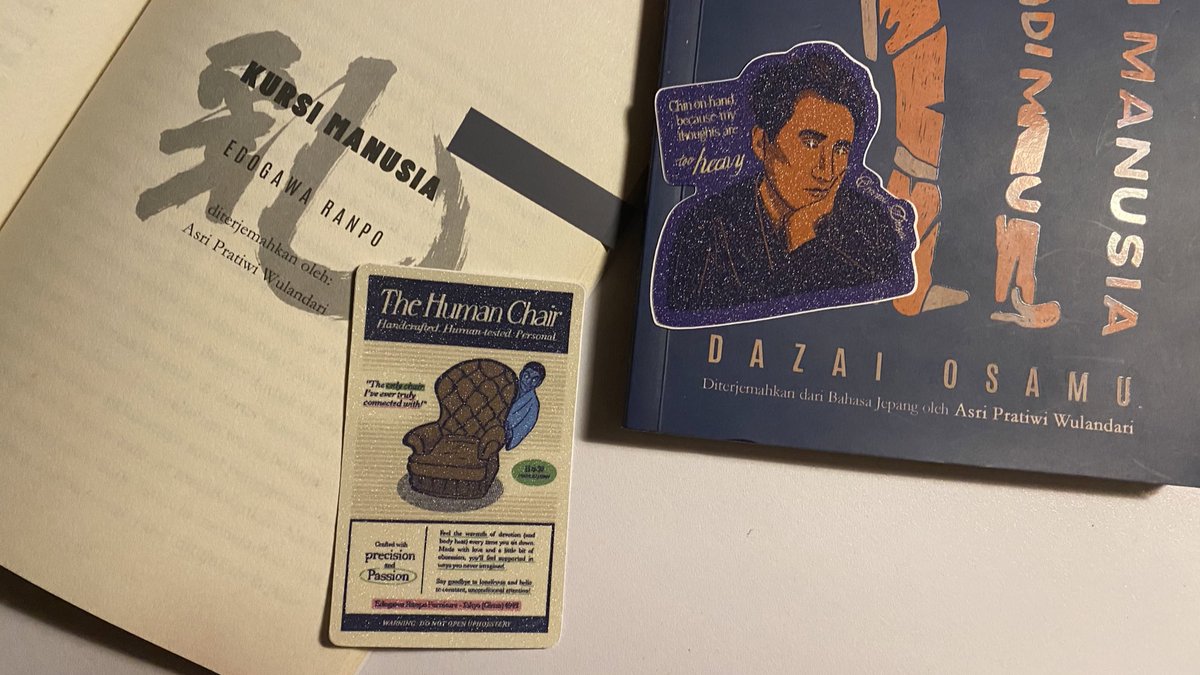 KURSI MANUSIA
EDOGAWA RANPO
diterjemahkan oleh:
Asri Pratiwi Wulandari
The Human Chair
Handcrafted. Human-tested. Personal.
"The only chair
I've ever truly
connected with!"
Crafted with
precision
and
Passion
Feel the warmth of devotion (and
body heat) every time you sit down.
Made with love and a little bit of
obsession, you'll feel supported in
ways you never imagined.
Say goodbye to loneliness and hello
to constant, unconditional attention!
WARNING: DO NOT OPEN UPHOLSTERY
Chin on hand,
because my
thoughts are
too heavy
MANUSIA
DAZAI OSAMU
Diterjemahkan dari Bahasa Jepang oleh Asri Pratiwi Wulandari